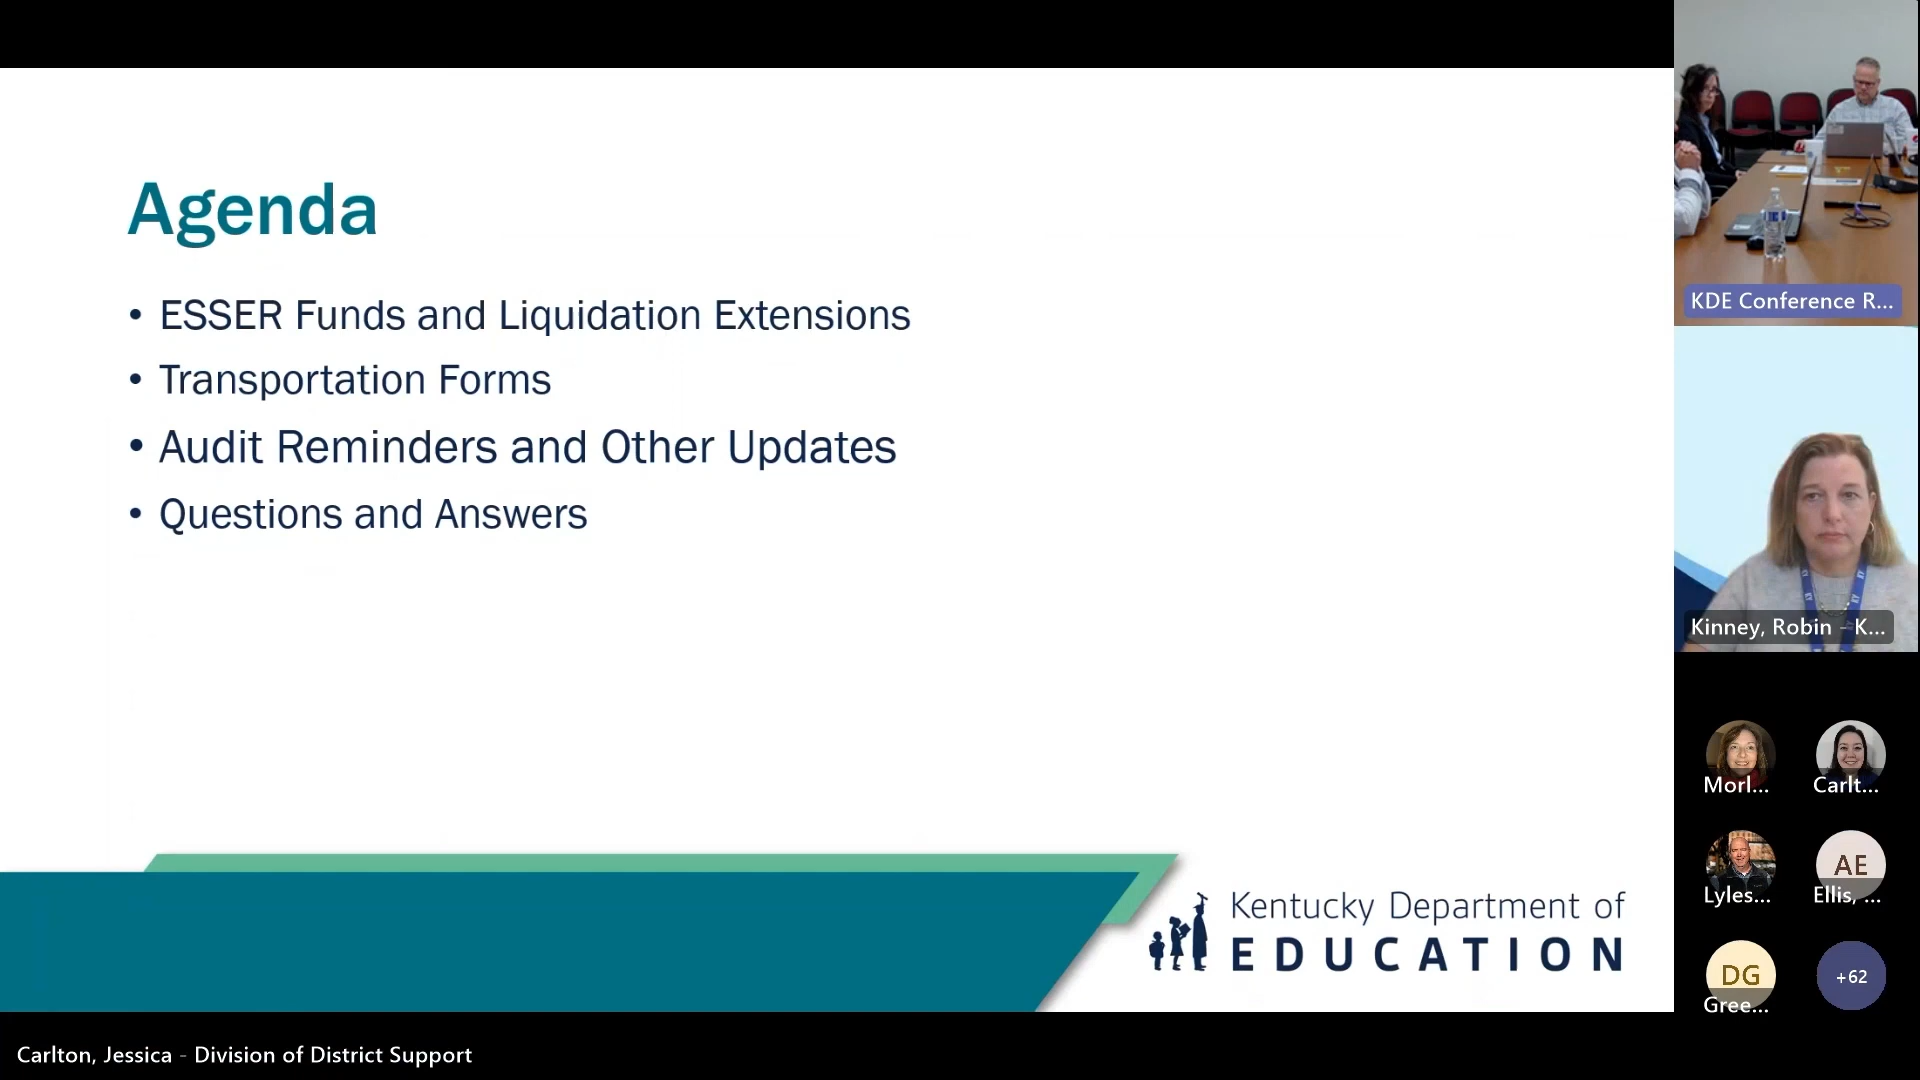 Agenda
• ESSER Funds and Liquidation Extensions
• Transportation Forms
• Audit Reminders and Other Updates
• Questions and Answers
Kentucky Department of
EDUCATION
KDE Conference R...
Kinney, Robin - K...
Morl...
Carlt...
Lyles...
AE
Ellis, ...
DG
Gree...
+62
Carlton, Jessica - Division of District Support